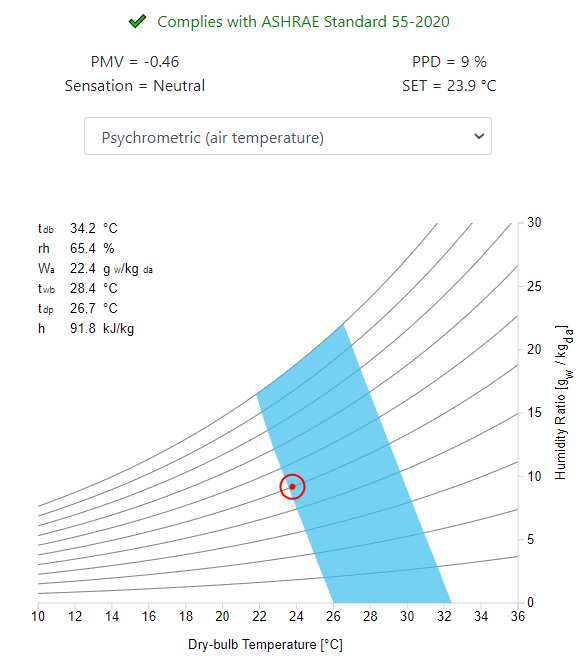 Complies with ASHRAE Standard 55-2020
PMV = -0.46 PPD = 9 %
Sensation = Neutral SET = 23.9 °C
Psychrometric (air temperature)
tdb 34.2 °C
rh 65.4 %
Wa 22.4 g w/kg da
twb 28.4 °C
tdp 26.7 °C
h 91.8 kJ/kg
30
25
20
15
10
5
0
Humidity Ratio [gw / kgda]
10 12 14 16 18 20 22 24 26 28 30 32 34 36
Dry-bulb Temperature [°C]